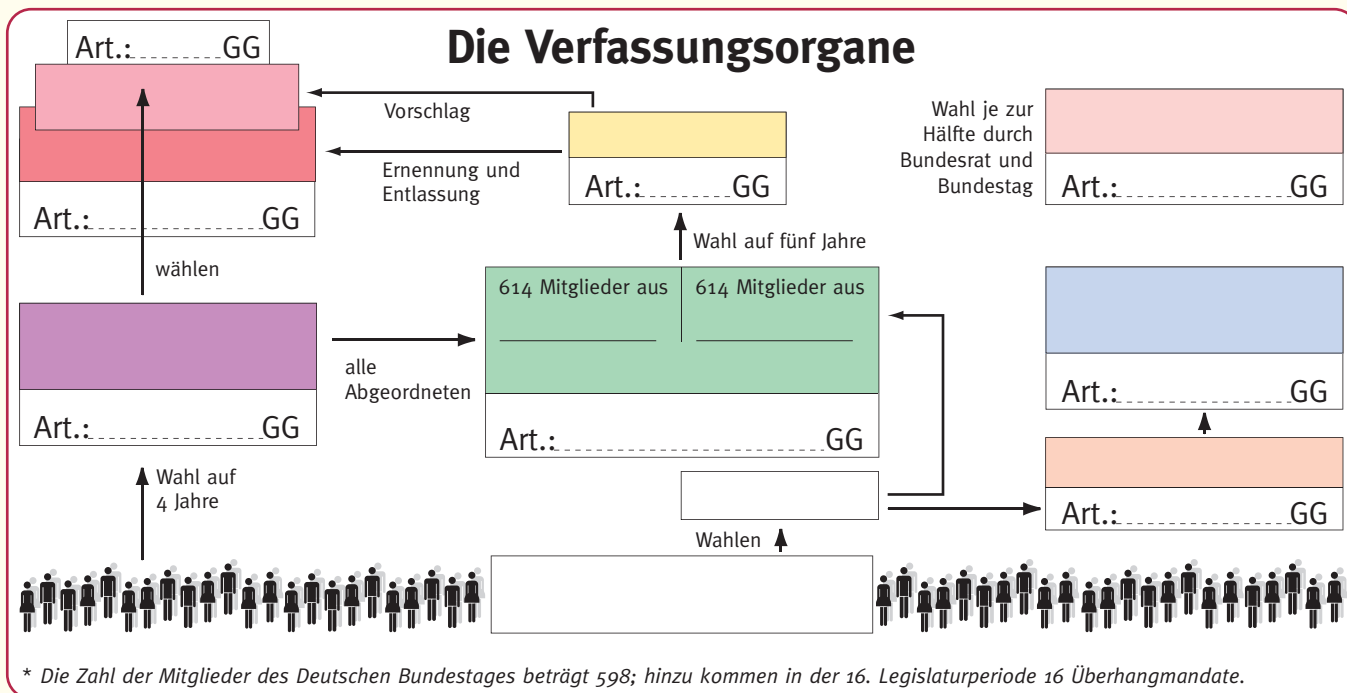 Die Verfassungsorgane
Art.: GG
Vorschlag
Ernennung und
Entlassung
Art.: GG
Art.: GG
Wahl je zur
Hälfte durch
Bundesrat und
Bundestag
Art.: GG
wählen
Wahl auf fünf Jahre
614 Mitglieder aus
614 Mitglieder aus
alle
Abgeordneten
Art.: GG
Art.: GG
Art.: GG
Art.: GG
Wahl auf
4 Jahre
Wahlen
* Die Zahl der Mitglieder des Deutschen Bundestages beträgt 598; hinzu kommen in der 16. Legislaturperiode 16 Überhangmandate.